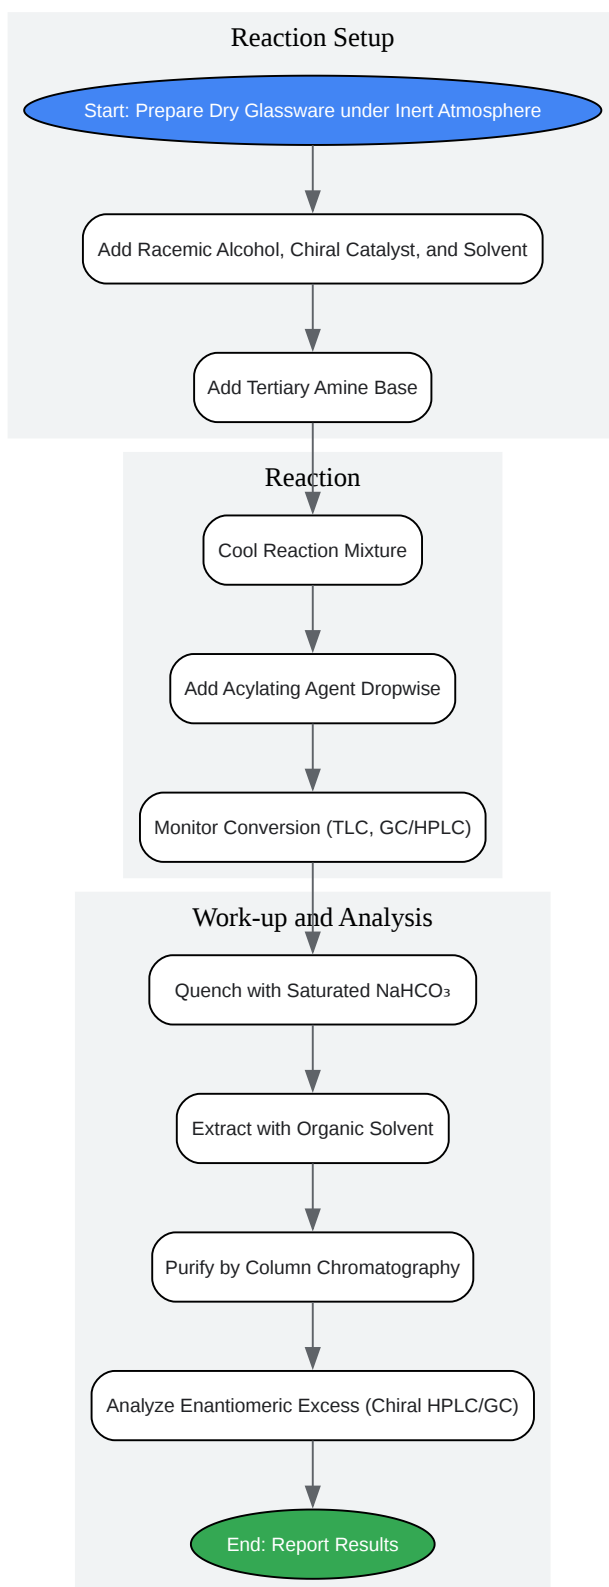 Reaction Setup
Start: Prepare Dry Glassware under Inert Atmosphere
Add Racemic Alcohol, Chiral Catalyst, and Solvent
Add Tertiary Amine Base
Reaction
Cool Reaction Mixture
Add Acylating Agent Dropwise
Monitor Conversion (TLC, GC/HPLC)
Work-up and Analysis
Quench with Saturated NaHCO₃
Extract with Organic Solvent
Purify by Column Chromatography
Analyze Enantiomeric Excess (Chiral HPLC/GC)
End: Report Results